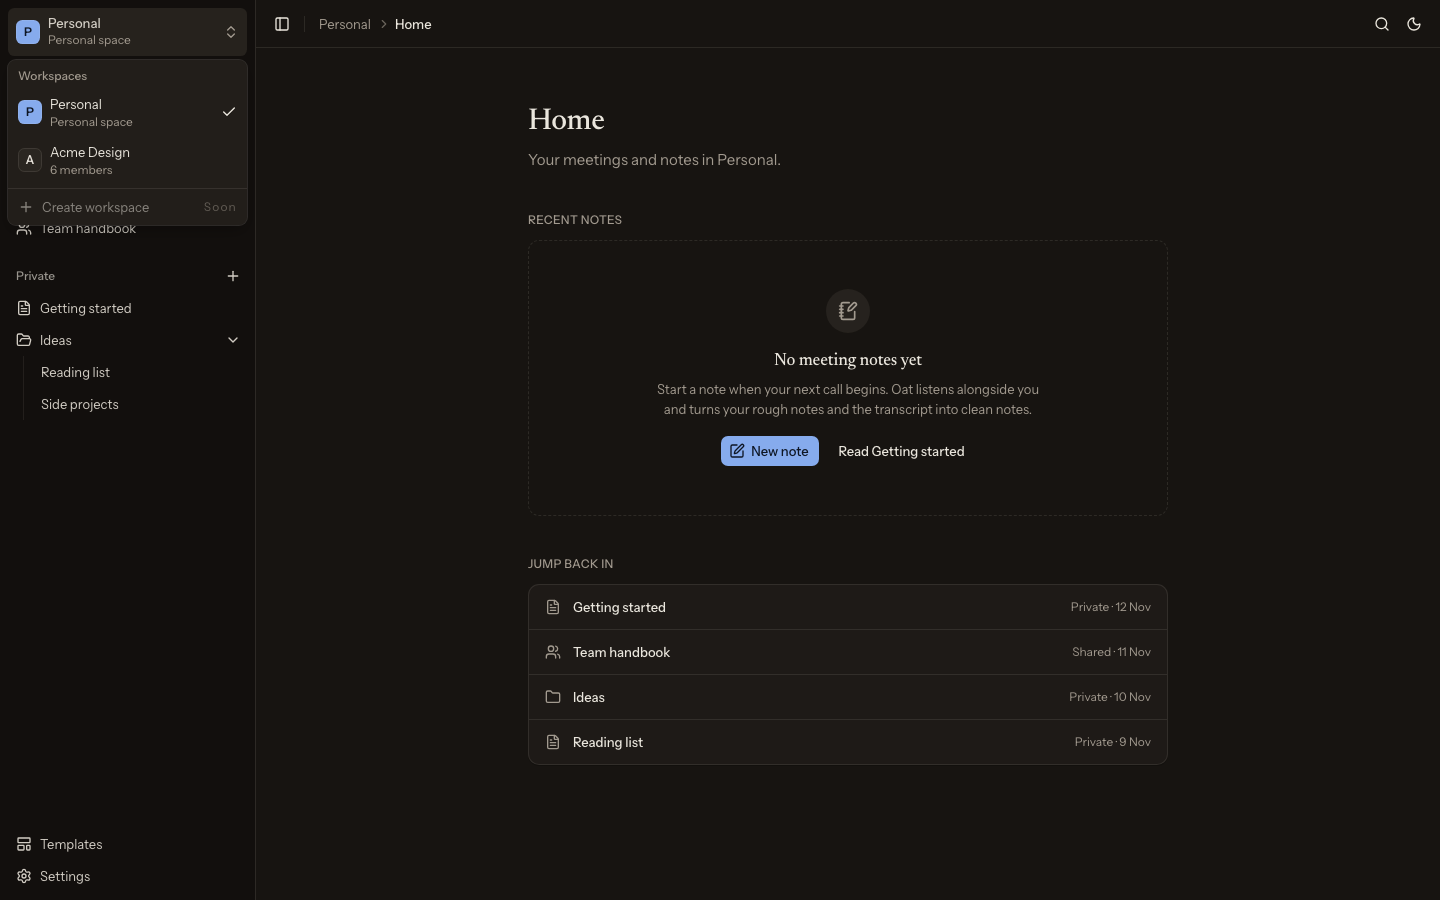 P
Personal
Personal space
Personal
Home
Workspaces
P
Personal
Personal space
A
Acme Design
6 members
Create workspace
Soon
Team handbook
Private
Getting started
Ideas
Reading list
Side projects
Templates
Settings
Home
Your meetings and notes in Personal.
RECENT NOTES
No meeting notes yet
Start a note when your next call begins. Oat listens alongside you
and turns your rough notes and the transcript into clean notes.
New note
Read Getting started
JUMP BACK IN
Getting started
Private · 12 Nov
Team handbook
Shared · 11 Nov
Ideas
Private · 10 Nov
Reading list
Private · 9 Nov